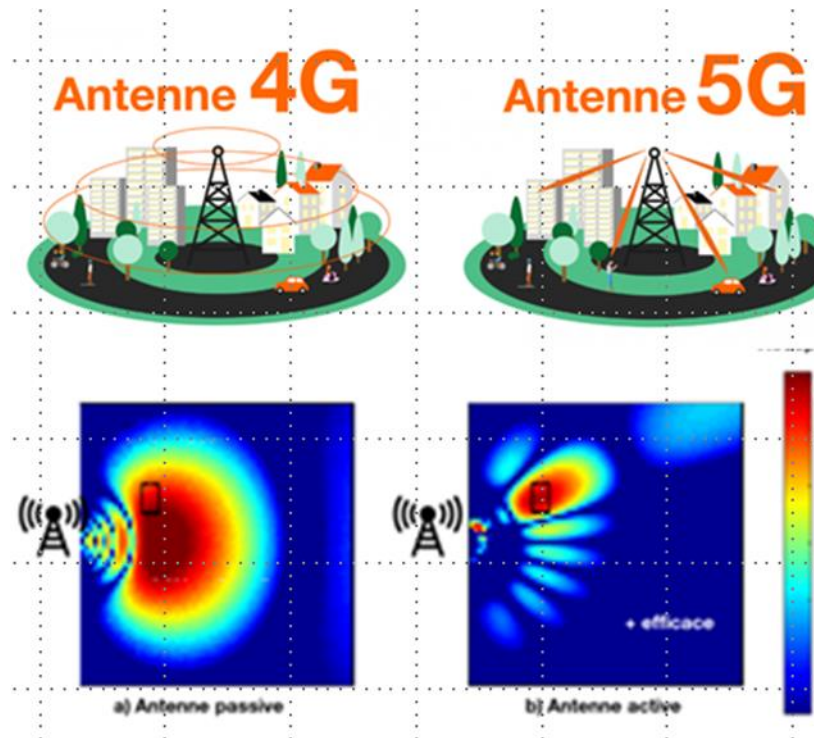 Antenne 4G
Antenne 5G
+ efficace
a) Antenne passive
b) Antenne active